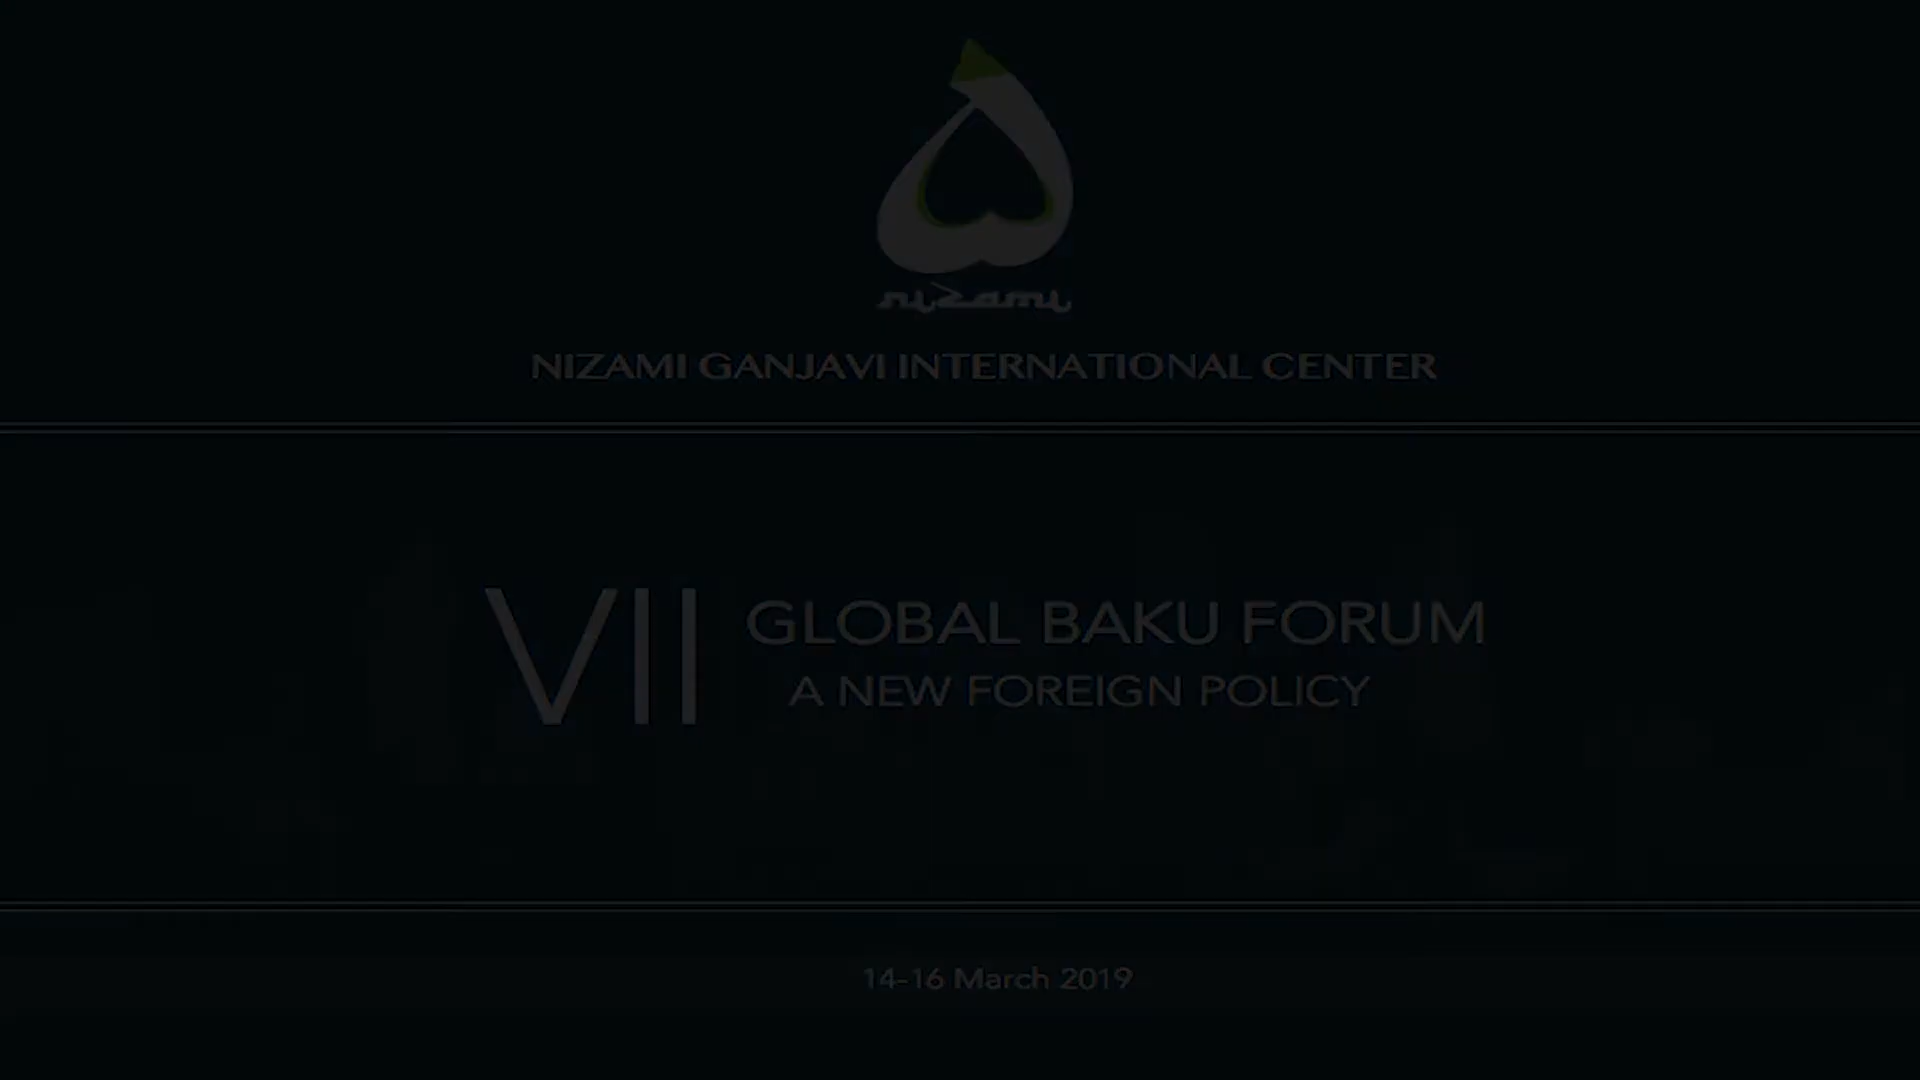 nizami
NIZAMI GANJAVI INTERNATIONAL CENTER
VII GLOBAL BAKU FORUM
A NEW FOREIGN POLICY
14-16 March 2019